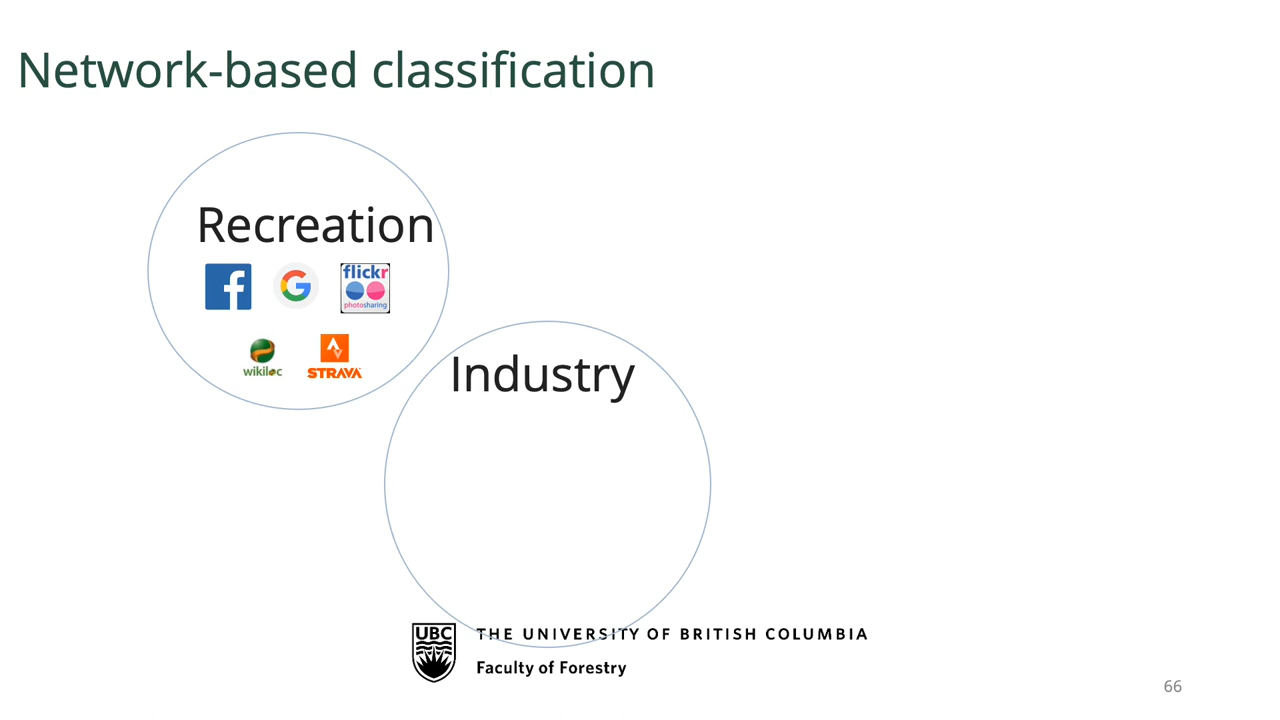 Network-based classification
Recreation
flickr
photosharing
wikiloc
STRAVA
Industry
UBC
THE UNIVERSITY OF BRITISH COLUMBIA
Faculty of Forestry
66